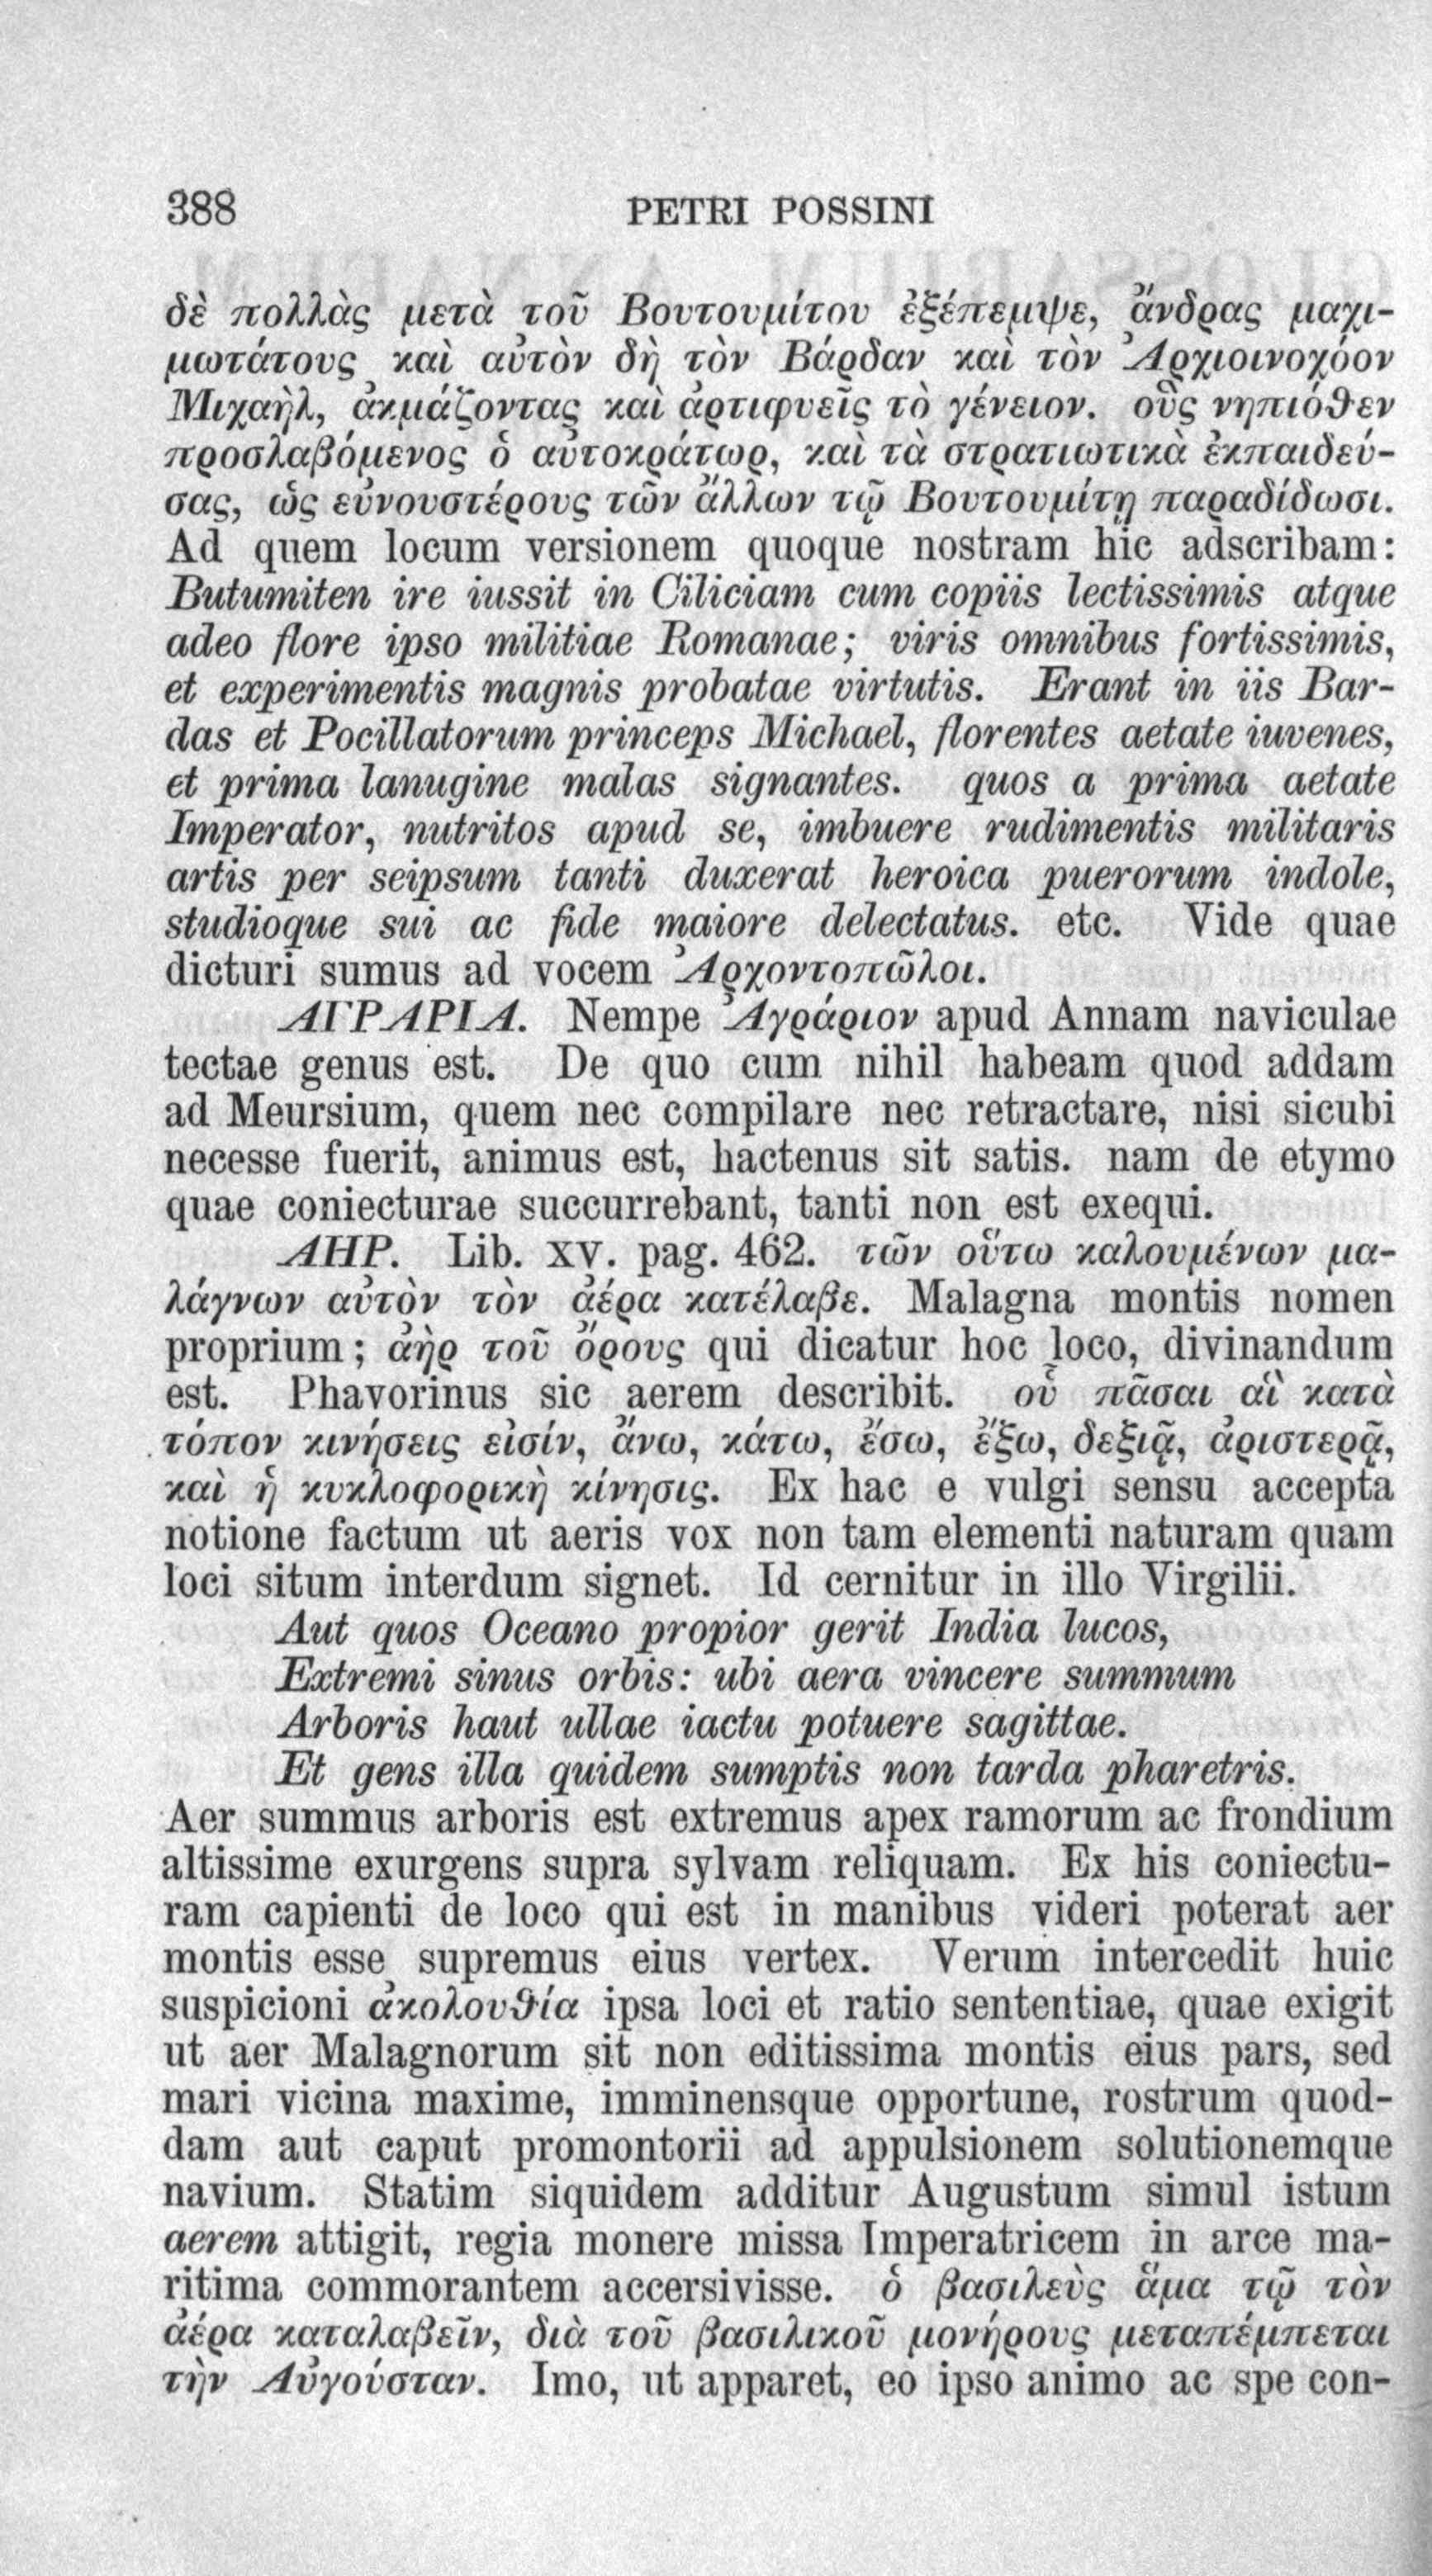 388 PETRI POSSINI
δὲ πολλὰς μετὰ τοῦ Βουτουμίτου ἐξέπεμψε, ἄνδρας μαχι-
μωτάτους καὶ αὐτὸν δὴ τὸν Βάρδαν καὶ τὸν Ἀρχιοινοχόον
Μιχαὴλ, ἀκμάζοντας καὶ ἀρτιφυεῖς τὸ γένειον. οὓς νηπιόθεν
προσλαβόμενος ὁ αὐτοκράτωρ, καὶ τὰ στρατιωτικὰ ἐκπαιδεύ-
σας, ὡς εὐνουστέρους τῶν ἄλλων τῷ Βουτουμίτῃ παραδίδωσι.
Ad quem locum versionem quoque nostram hic adscribam:
Butumiten ire iussit in Ciliciam cum copiis lectissimis atque
adeo flore ipso militiae Romanae; viris omnibus fortissimis,
et experimentis magnis probatae virtutis. Erant in iis Bar-
das et Pocillatorum princeps Michael, florentes aetate iuvenes,
et prima lanugine malas signantes. quos a prima aetate
Imperator, nutritos apud se, imbuere rudimentis militaris
artis per seipsum tanti duxerat heroica puerorum indole,
studioque sui ac fide maiore delectatus. etc. Vide quae
dicturi sumus ad vocem Ἀρχοντοπῶλοι.
ΑΓΡΑΡΙΑ. Nempe Ἀγράριον apud Annam naviculae
tectae genus est. De quo cum nihil habeam quod addam
ad Meursium, quem nec compilare nec retractare, nisi sicubi
necesse fuerit, animus est, hactenus sit satis. nam de etymo
quae coniecturae succurrebant, tanti non est exequi.
ΑΗΡ. Lib. XV. pag. 462. τῶν οὕτω καλουμένων μα-
λάγνων αὐτὸν τὸν ἀέρα κατέλαβε. Malagna montis nomen
proprium; ἀὴρ τοῦ ὄρους qui dicatur hoc loco, divinandum
est. Phavorinus sic aerem describit. οὗ πᾶσαι αἱ κατὰ
τόπον κινήσεις εἰσίν, ἄνω, κάτω, ἔσω, ἔξω, δεξιᾷ, ἀριστερᾷ,
καὶ ἡ κυκλοφορικὴ κίνησις. Ex hac e vulgi sensu accepta
notione factum ut aeris vox non tam elementi naturam quam
loci situm interdum signet. Id cernitur in illo Virgilii.
Aut quos Oceano propior gerit India lucos,
Extremi sinus orbis: ubi aera vincere summum
Arboris haut ullae iactu potuere sagittae.
Et gens illa quidem sumptis non tarda pharetris.
Aer summus arboris est extremus apex ramorum ac frondium
altissime exurgens supra sylvam reliquam. Ex his coniectu-
ram capienti de loco qui est in manibus videri poterat aer
montis esse supremus eius vertex. Verum intercedit huic
suspicioni ἀκολουθία ipsa loci et ratio sententiae, quae exigit
ut aer Malagnorum sit non editissima montis eius pars, sed
mari vicina maxime, imminensque opportune, rostrum quod-
dam aut caput promontorii ad appulsionem solutionemque
navium. Statim siquidem additur Augustum simul istum
aerem attigit, regia monere missa Imperatricem in arce ma-
ritima commorantem accersivisse. ὁ βασιλεὺς ἅμα τῷ τὸν
ἀέρα καταλαβεῖν, διὰ τοῦ βασιλικοῦ μονήρους μεταπέμπεται
τὴν Αὐγούσταν. Imo, ut apparet, eo ipso animo ac spe con-